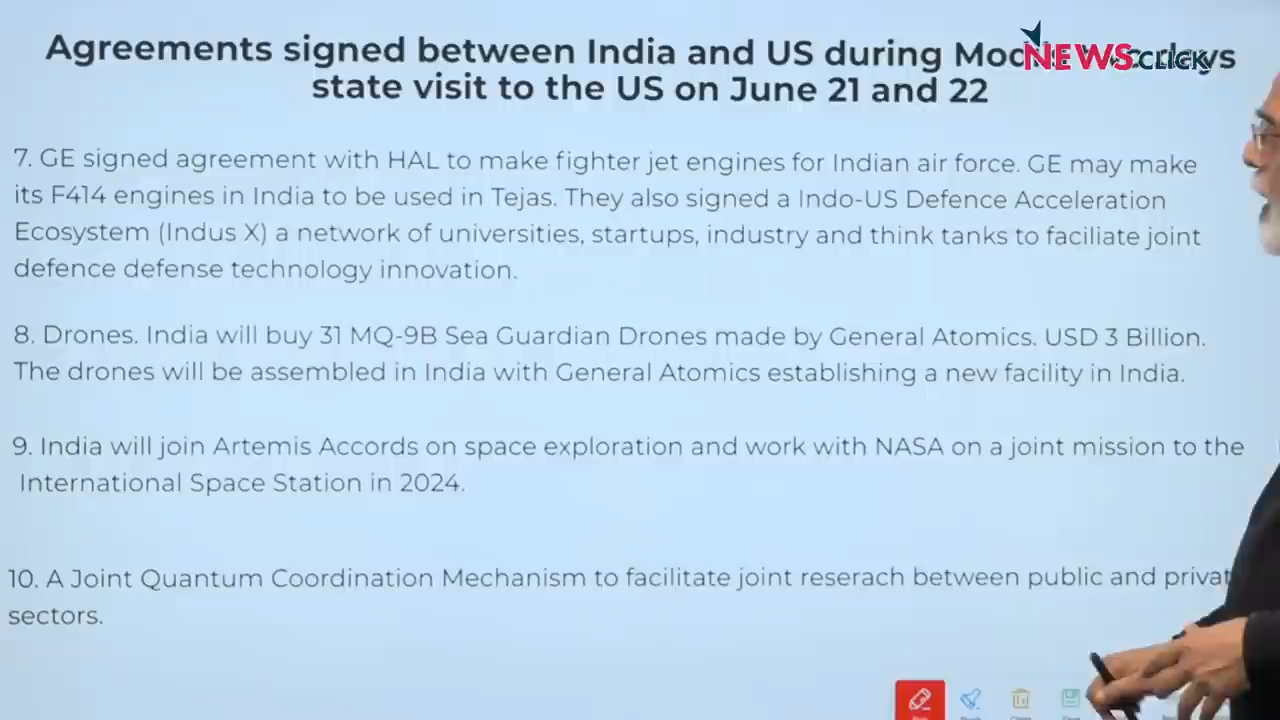 Agreements signed between India and US during
state visit to the US on June 21 and 22
NEWSCLICK
7. GE signed agreement with HAL to make fighter jet engines for Indian air force. GE may make
its F414 engines in India to be used in Tejas. They also signed a Indo-US Defence Acceleration
Ecosystem (Indus X) a network of universities, startups, industry and think tanks to faciliate joint
defence defense technology innovation.
8. Drones. India will buy 31 MQ-9B Sea Guardian Drones made by General Atomics. USD 3 Billion.
The drones will be assembled in India with General Atomics establishing a new facility in India.
9. India will join Artemis Accords on space exploration and work with NASA on a joint mission to the
International Space Station in 2024.
10. A Joint Quantum Coordination Mechanism to facilitate joint reserach between public and privat
sectors.